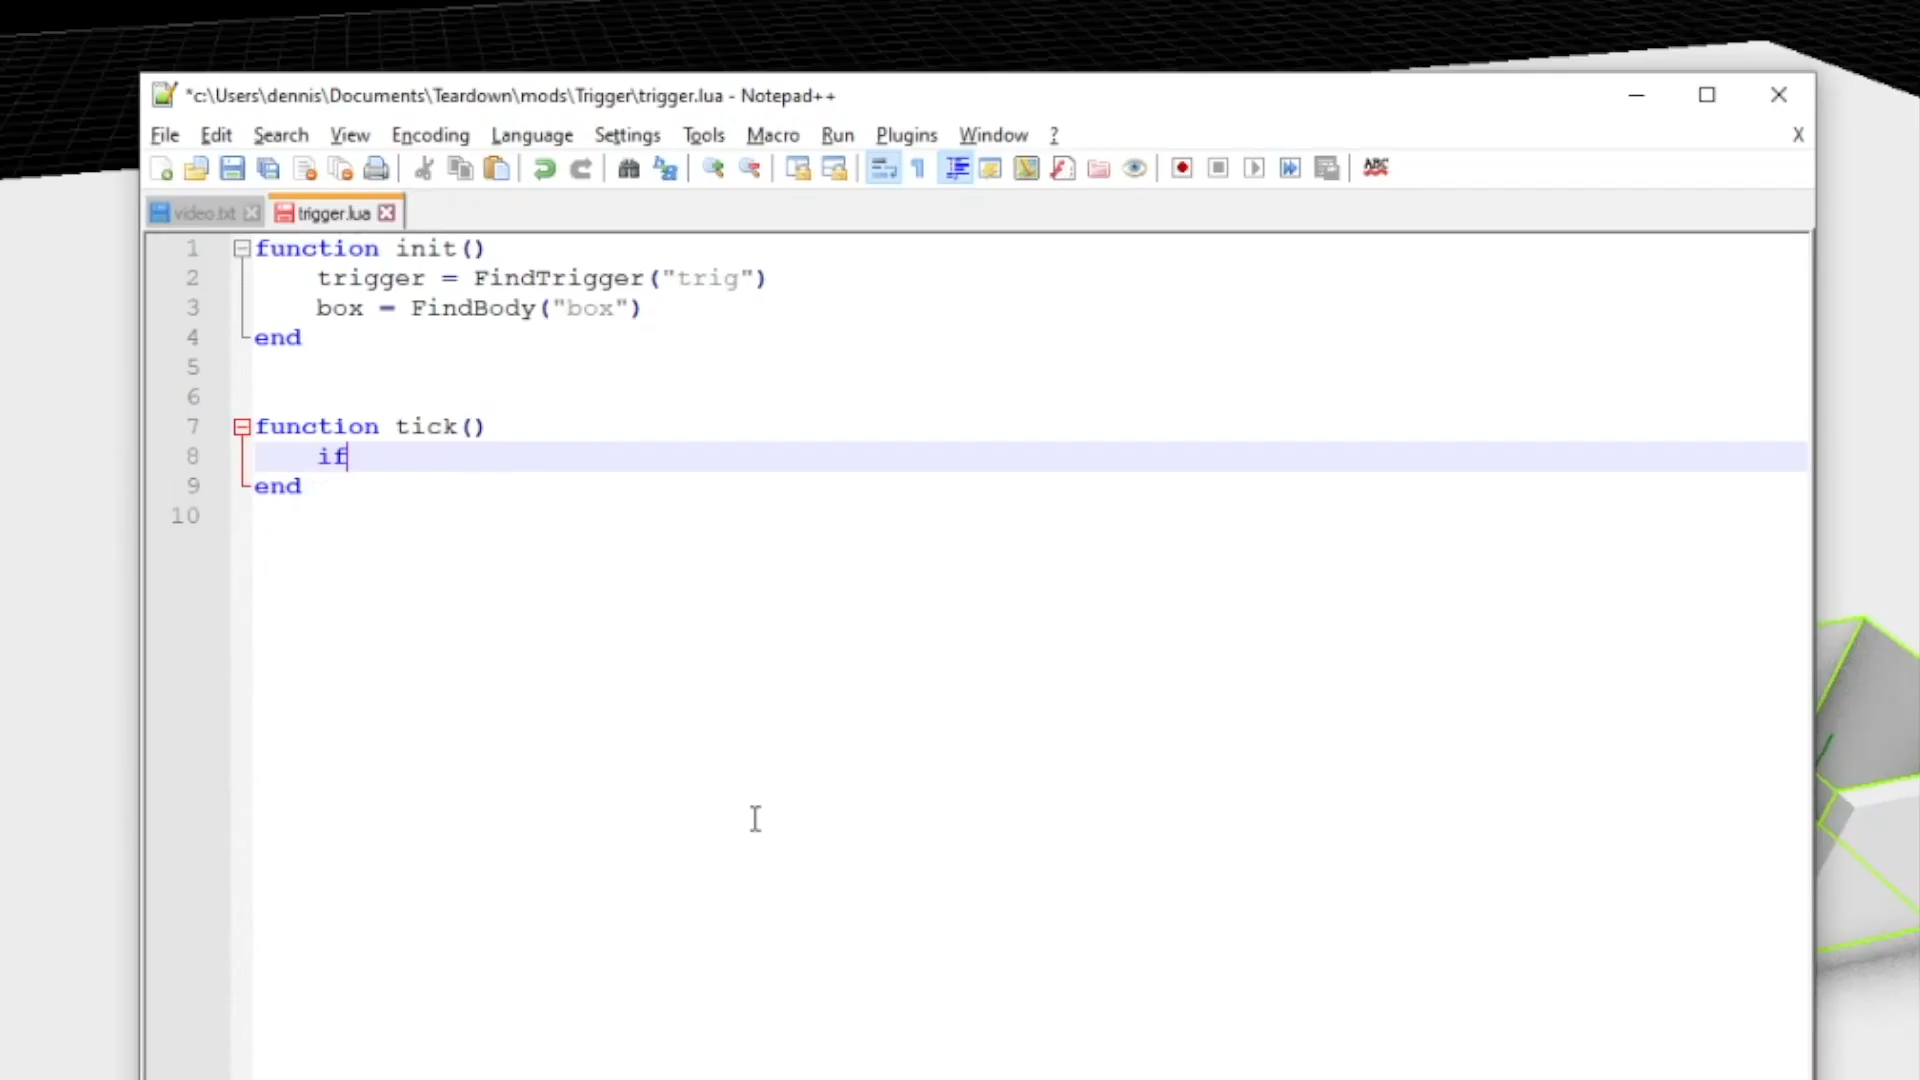 *c:\Users\dennis\Documents\Teardown\mods\Trigger\trigger.lua - Notepad++
File Edit Search View Encoding Language Settings Tools Macro Run Plugins Window ? X
ABC
video.txt trigger.lua
1 function init()
2 trigger = FindTrigger("trig")
3 box = FindBody("box")
4 end
5
6
7 function tick()
8 if
9 end
10